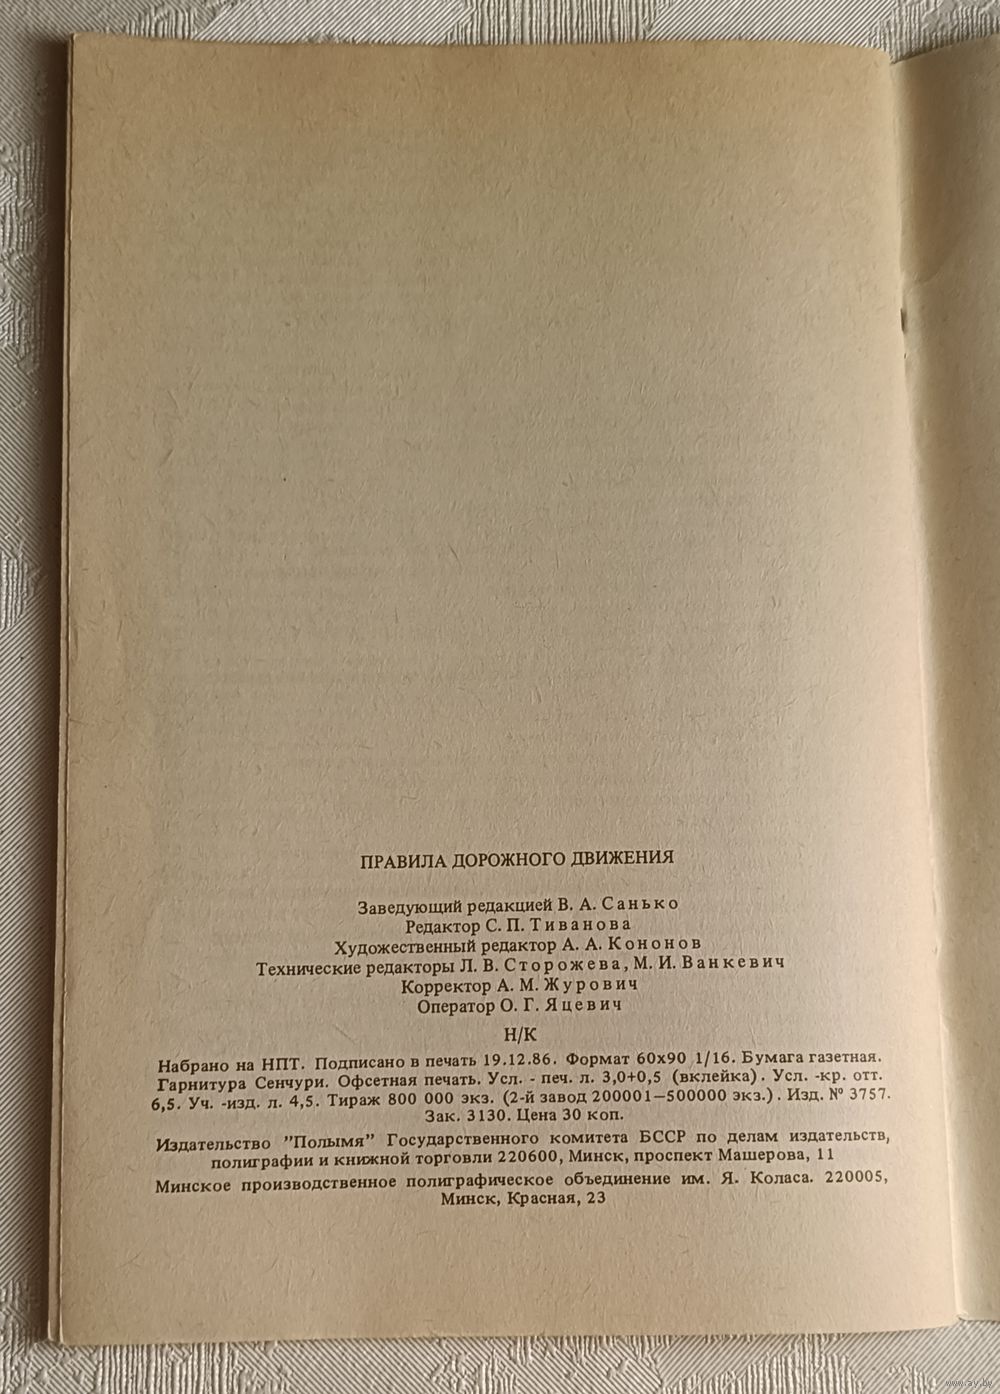 ПРАВИЛА ДОРОЖНОГО ДВИЖЕНИЯ
Заведующий редакцией В. А. Санько
Редактор С. П. Тиванова
Художественный редактор А. А. Кононов
Технические редакторы Л. В. Сторожева, М. И. Ванкевич
Корректор А. М. Журович
Оператор О. Г. Яцевич
Н/К
Набрано на НПТ. Подписано в печать 19.12.86. Формат 60х90 1/16. Бумага газетная.
Гарнитура Сенчури. Офсетная печать. Усл. - печ. л. 3,0+0,5 (вклейка). Усл. -кр. отт.
6,5. Уч. -изд. л. 4,5. Тираж 800 000 экз. (2-й завод 200001—500000 экз.). Изд. № 3757.
Зак. 3130. Цена 30 коп.
Издательство "Полымя" Государственного комитета БССР по делам издательств,
полиграфии и книжной торговли 220600, Минск, проспект Машерова, 11
Минское производственное полиграфическое объединение им. Я. Коласа. 220005,
Минск, Красная, 23
www.ay.by